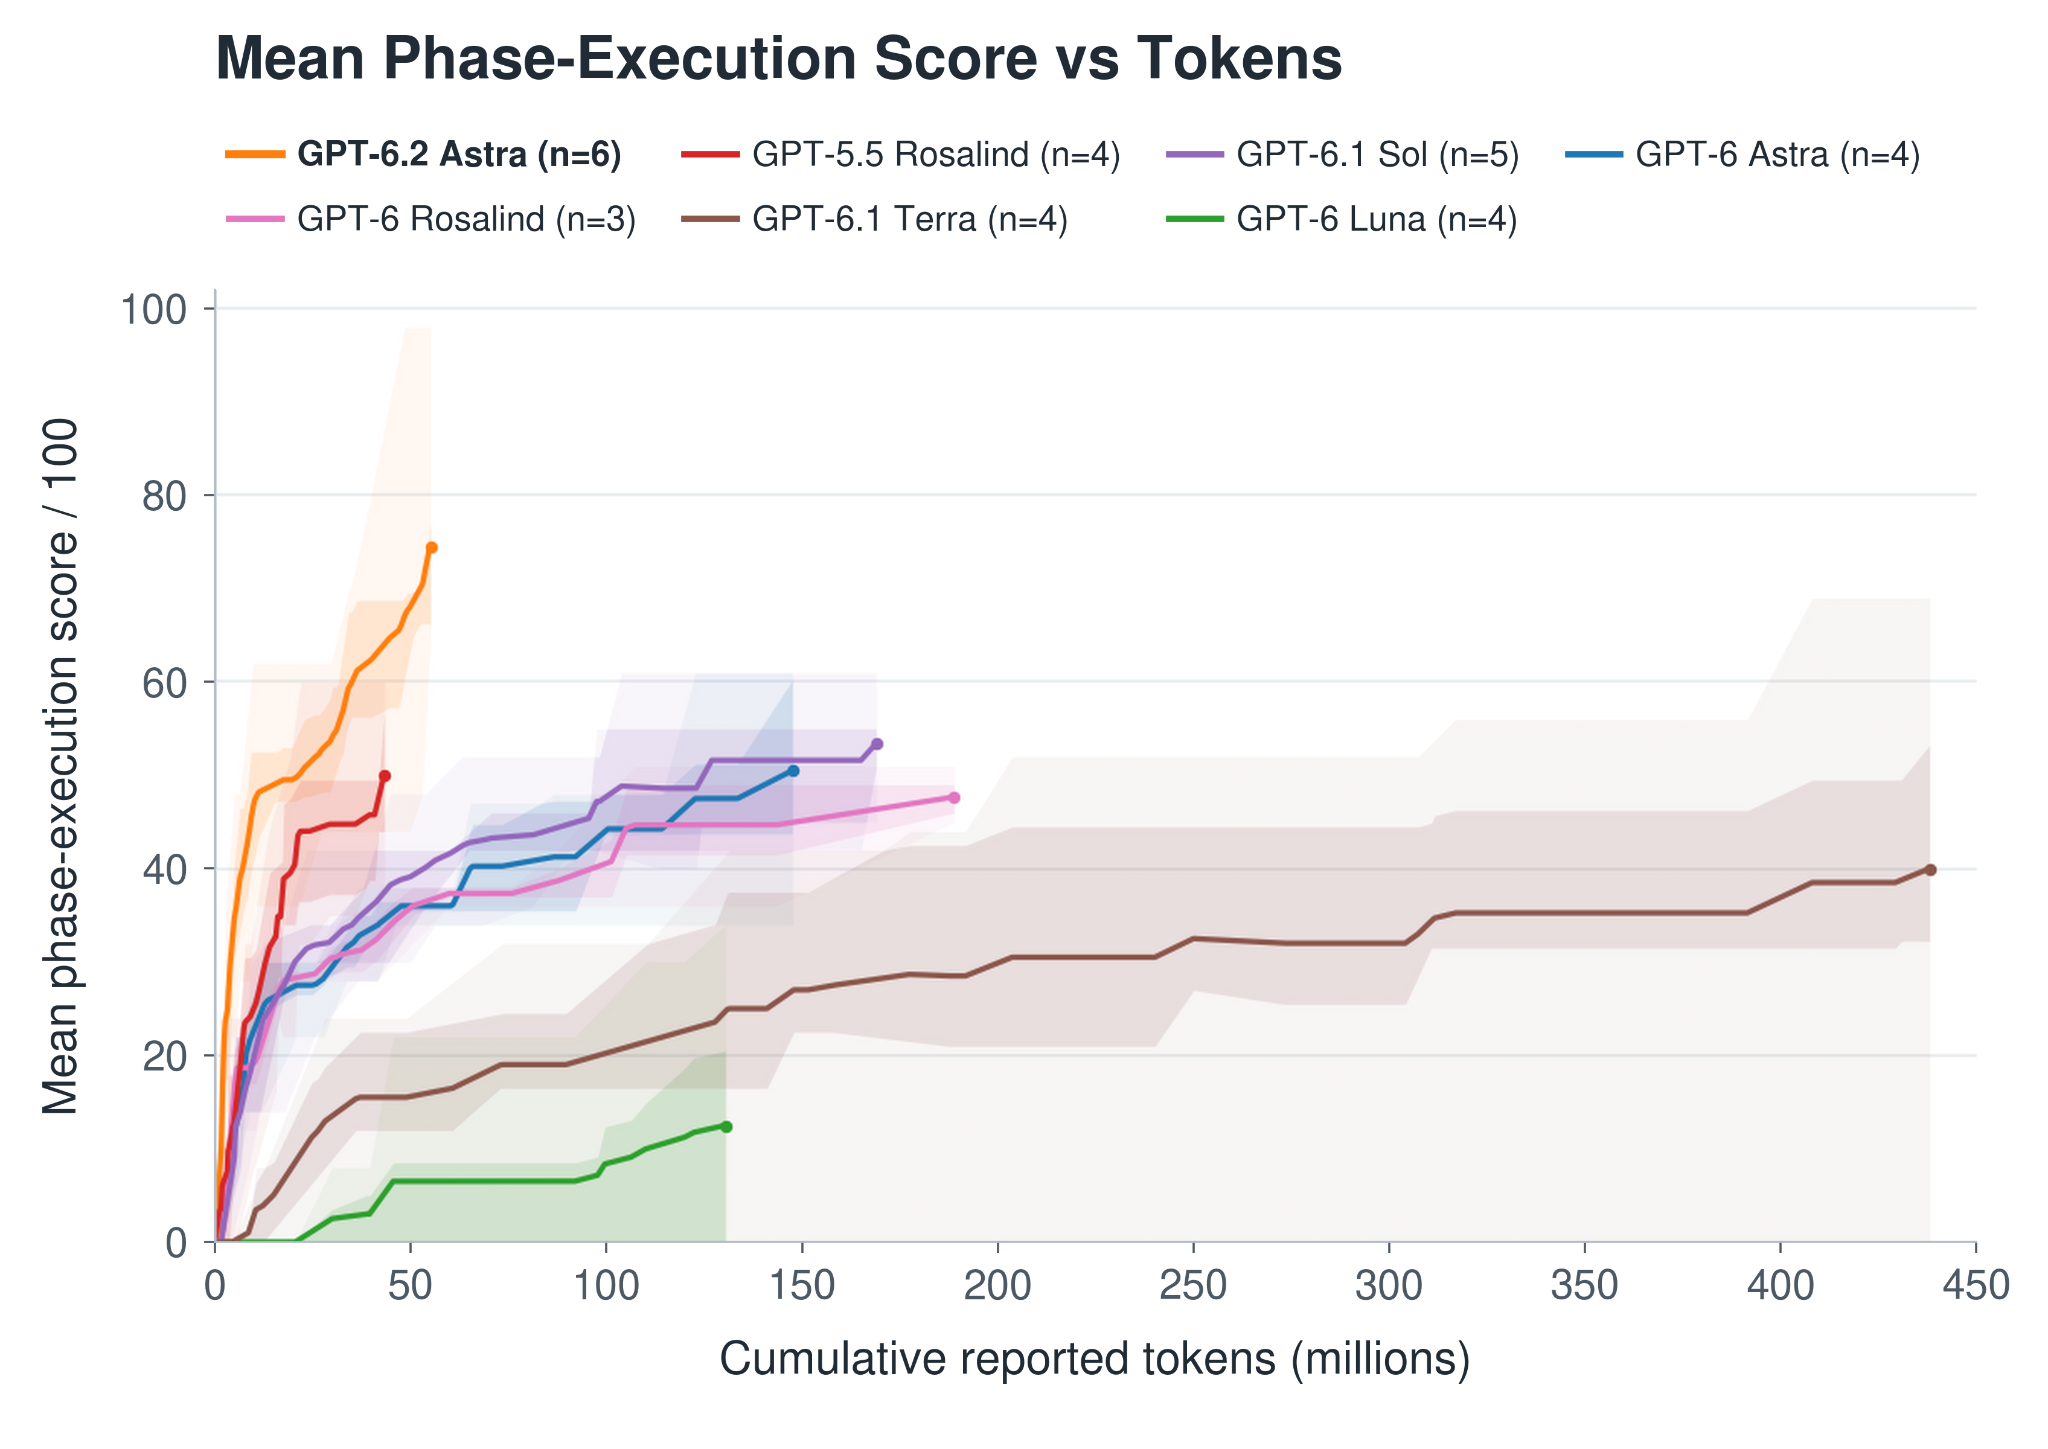 Mean Phase-Execution Score vs Tokens
GPT-6.2 Astra (n=6) GPT-5.5 Rosalind (n=4) GPT-6.1 Sol (n=5) GPT-6 Astra (n=4)
GPT-6 Rosalind (n=3) GPT-6.1 Terra (n=4) GPT-6 Luna (n=4)
Mean phase-execution score / 100
100
80
60
40
20
0
0 50 100 150 200 250 300 350 400 450
Cumulative reported tokens (millions)